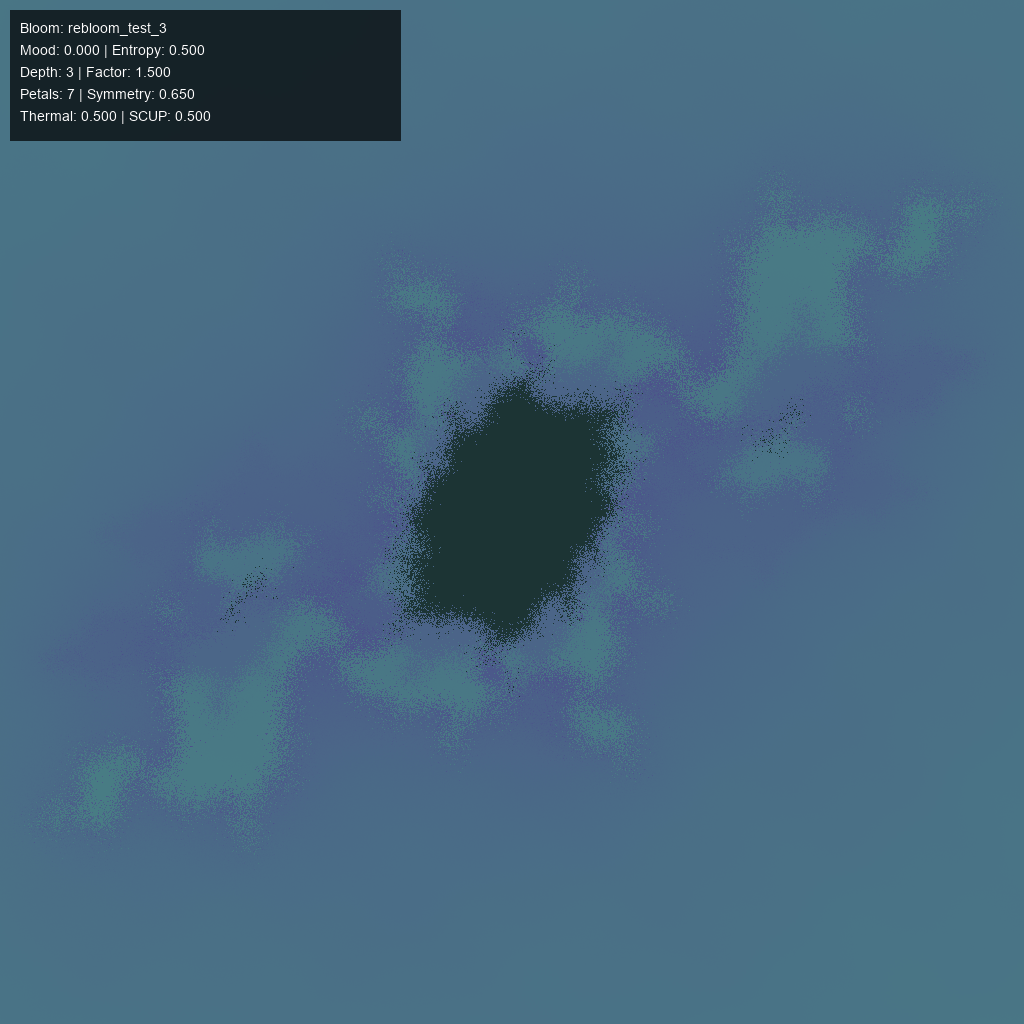 Bloom: rebloom_test_3
Mood: 0.000 | Entropy: 0.500
Depth: 3 | Factor: 1.500
Petals: 7 | Symmetry: 0.650
Thermal: 0.500 | SCUP: 0.500